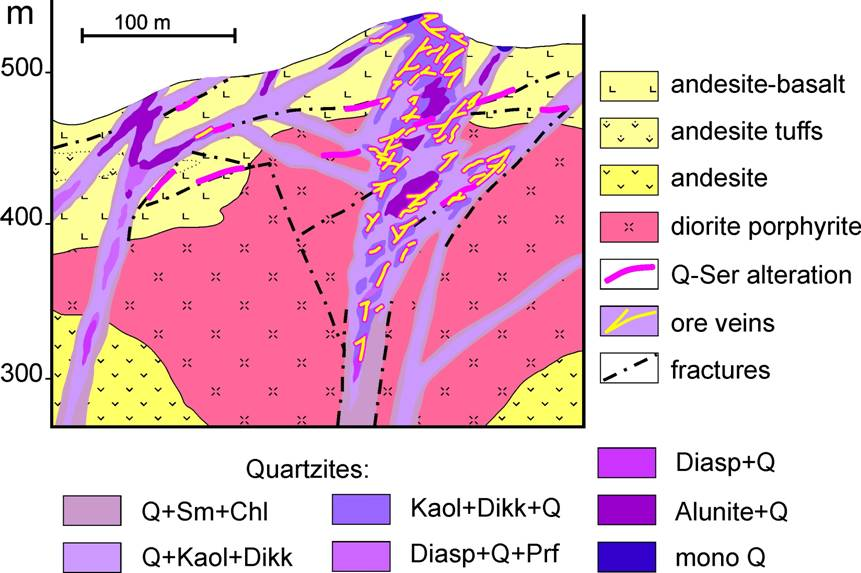 m
100 m
500
400
300
andesite-basalt
andesite tuffs
andesite
diorite porphyrite
Q-Ser alteration
ore veins
fractures
Quartzites:
Q+Sm+Chl
Q+Kaol+Dikk
Kaol+Dikk+Q
Diasp+Q+Prf
Diasp+Q
Alunite+Q
mono Q